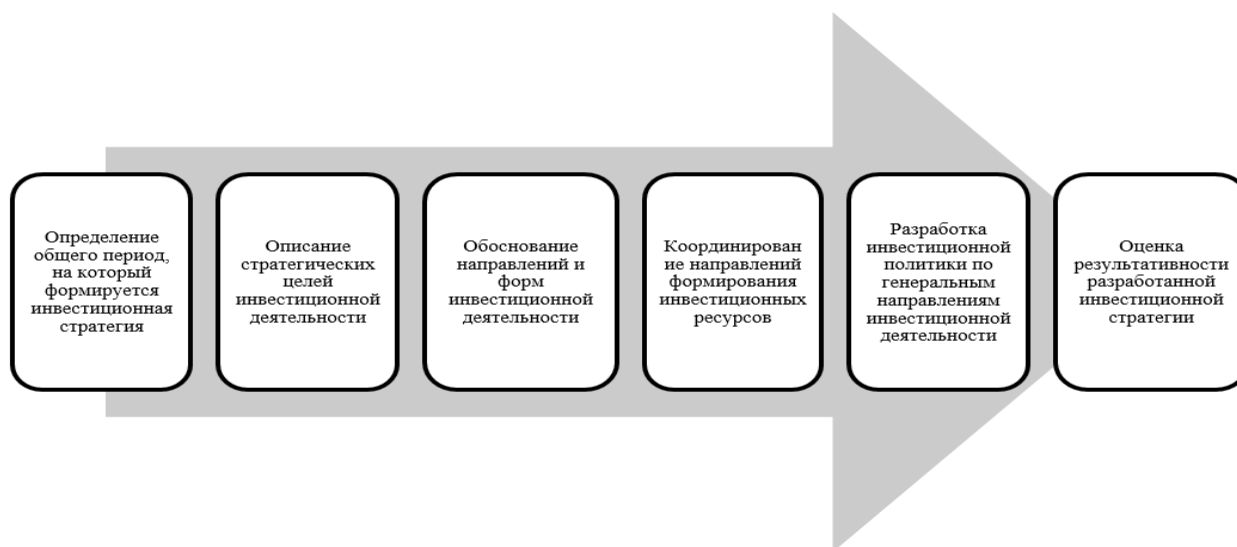 Определение
общего период,
на который
формируется
инвестиционная
стратегия
Описание
стратегических
целей
инвестиционной
деятельности
Обоснование
направлений и
форм
инвестиционной
деятельности
Координирован
ие направлений
формирования
инвестиционных
ресурсов
Разработка
инвестиционной
политики по
генеральным
направлениям
инвестиционной
деятельности
Оценка
результативности
разработанной
инвестиционной
стратегии